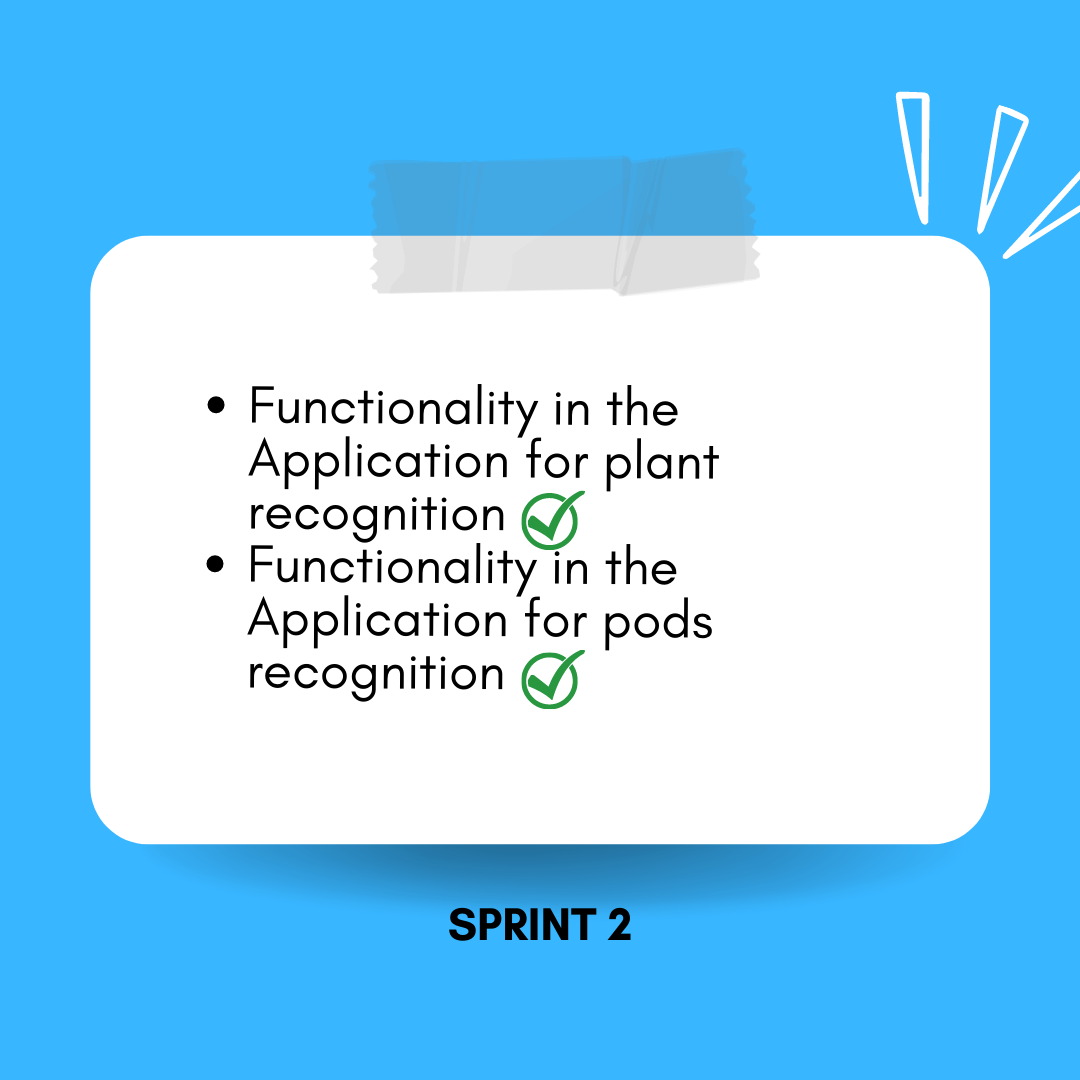 • Functionality in the
Application for plant
recognition
• Functionality in the
Application for pods
recognition
SPRINT 2